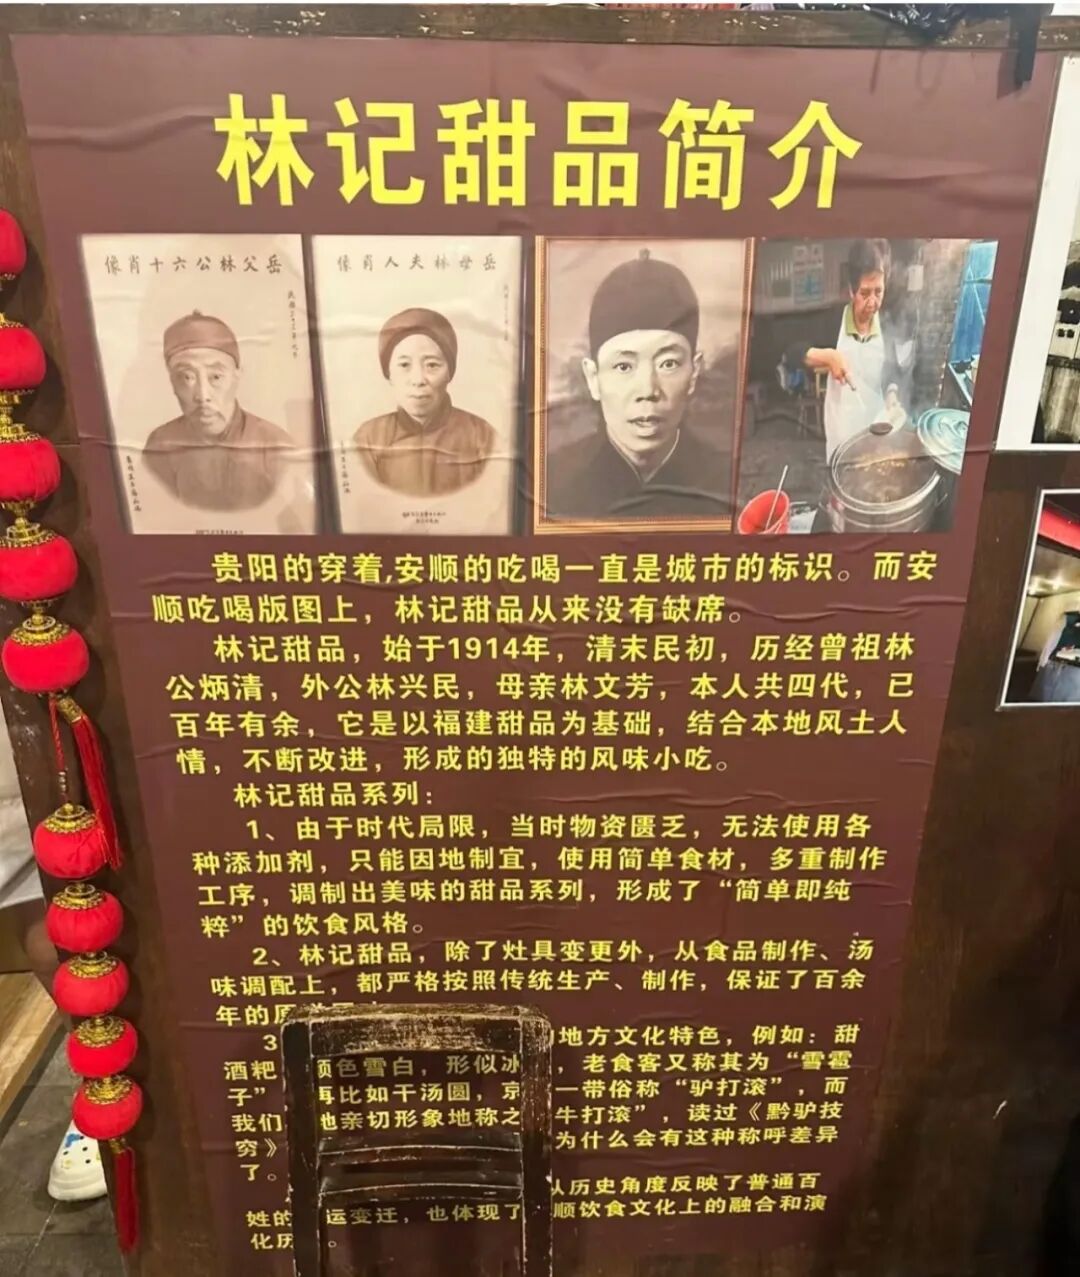 林记甜品简介
像肖十六公林父岳
像肖人夫林母岳
贵阳的穿着,安顺的吃喝一直是城市的标识。而安
顺吃喝版图上，林记甜品从来没有缺席。
林记甜品，始于1914年，清末民初，历经曾祖林
公炳清，外公林兴民，母亲林文芳，本人共四代，已
百年有余，它是以福建甜品为基础，结合本地风土人
情，不断改进，形成的独特的风味小吃。
林记甜品系列：
1、由于时代局限，当时物资匮乏，无法使用各
种添加剂，只能因地制宜，使用简单食材，多重制作
工序，调制出美味的甜品系列，形成了“简单即纯
粹”的饮食风格。
2、林记甜品，除了灶具变更外，从食品制作、汤
味调配上，都严格按照传统生产、制作，保证了百余
年的原
3 地方文化特色，例如：甜
酒粑 颜色雪白，形似冰 ，老食客又称其为“雪雹
子” 再比如干汤圆，京 一带俗称“驴打滚”，而
我们 地亲切形象地称之 牛打滚”，读过《黔驴技
穷》 为什么会有这种称呼差异
了。
从历史角度反映了普通百
姓的 运变迁，也体现了 顺饮食文化上的融合和演
化历 。